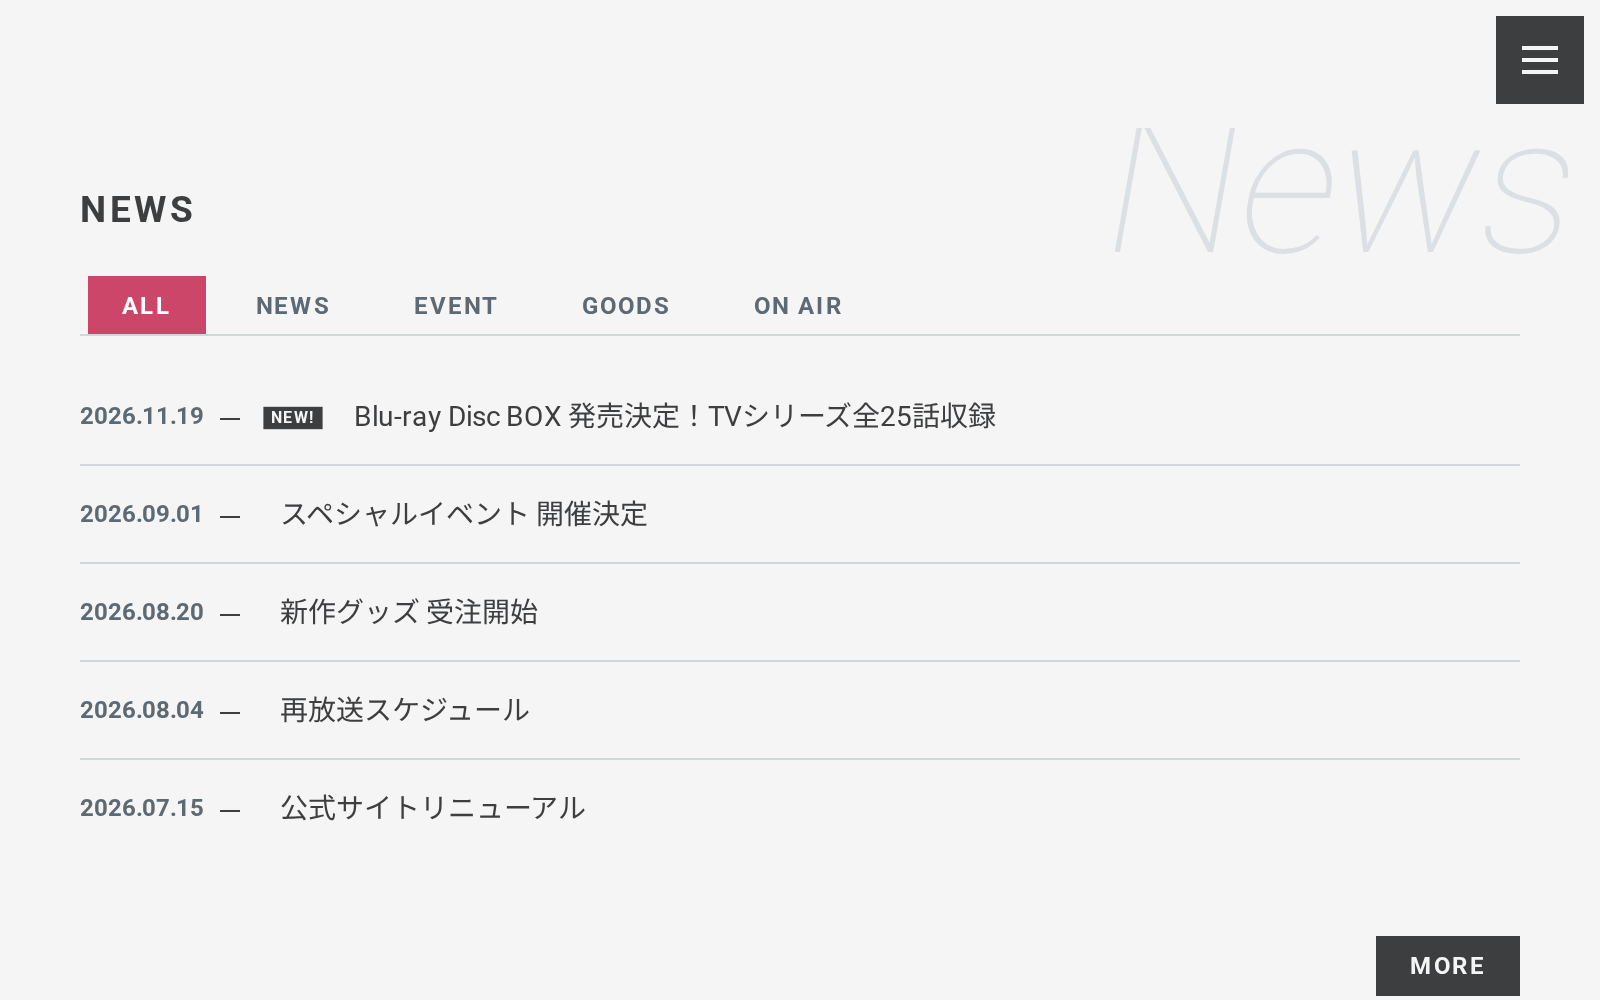 News
NEWS
ALL NEWS EVENT GOODS ON AIR
2026.11.19 — NEW! Blu-ray Disc BOX 発売決定！TVシリーズ全25話収録
2026.09.01 — スペシャルイベント 開催決定
2026.08.20 — 新作グッズ 受注開始
2026.08.04 — 再放送スケジュール
2026.07.15 — 公式サイトリニューアル
MORE